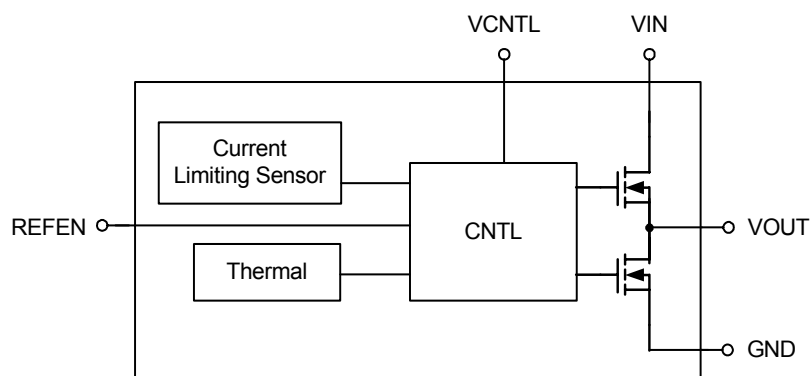 VCNTL VIN
Current
Limiting Sensor
REFEN
CNTL
VOUT
Thermal
GND